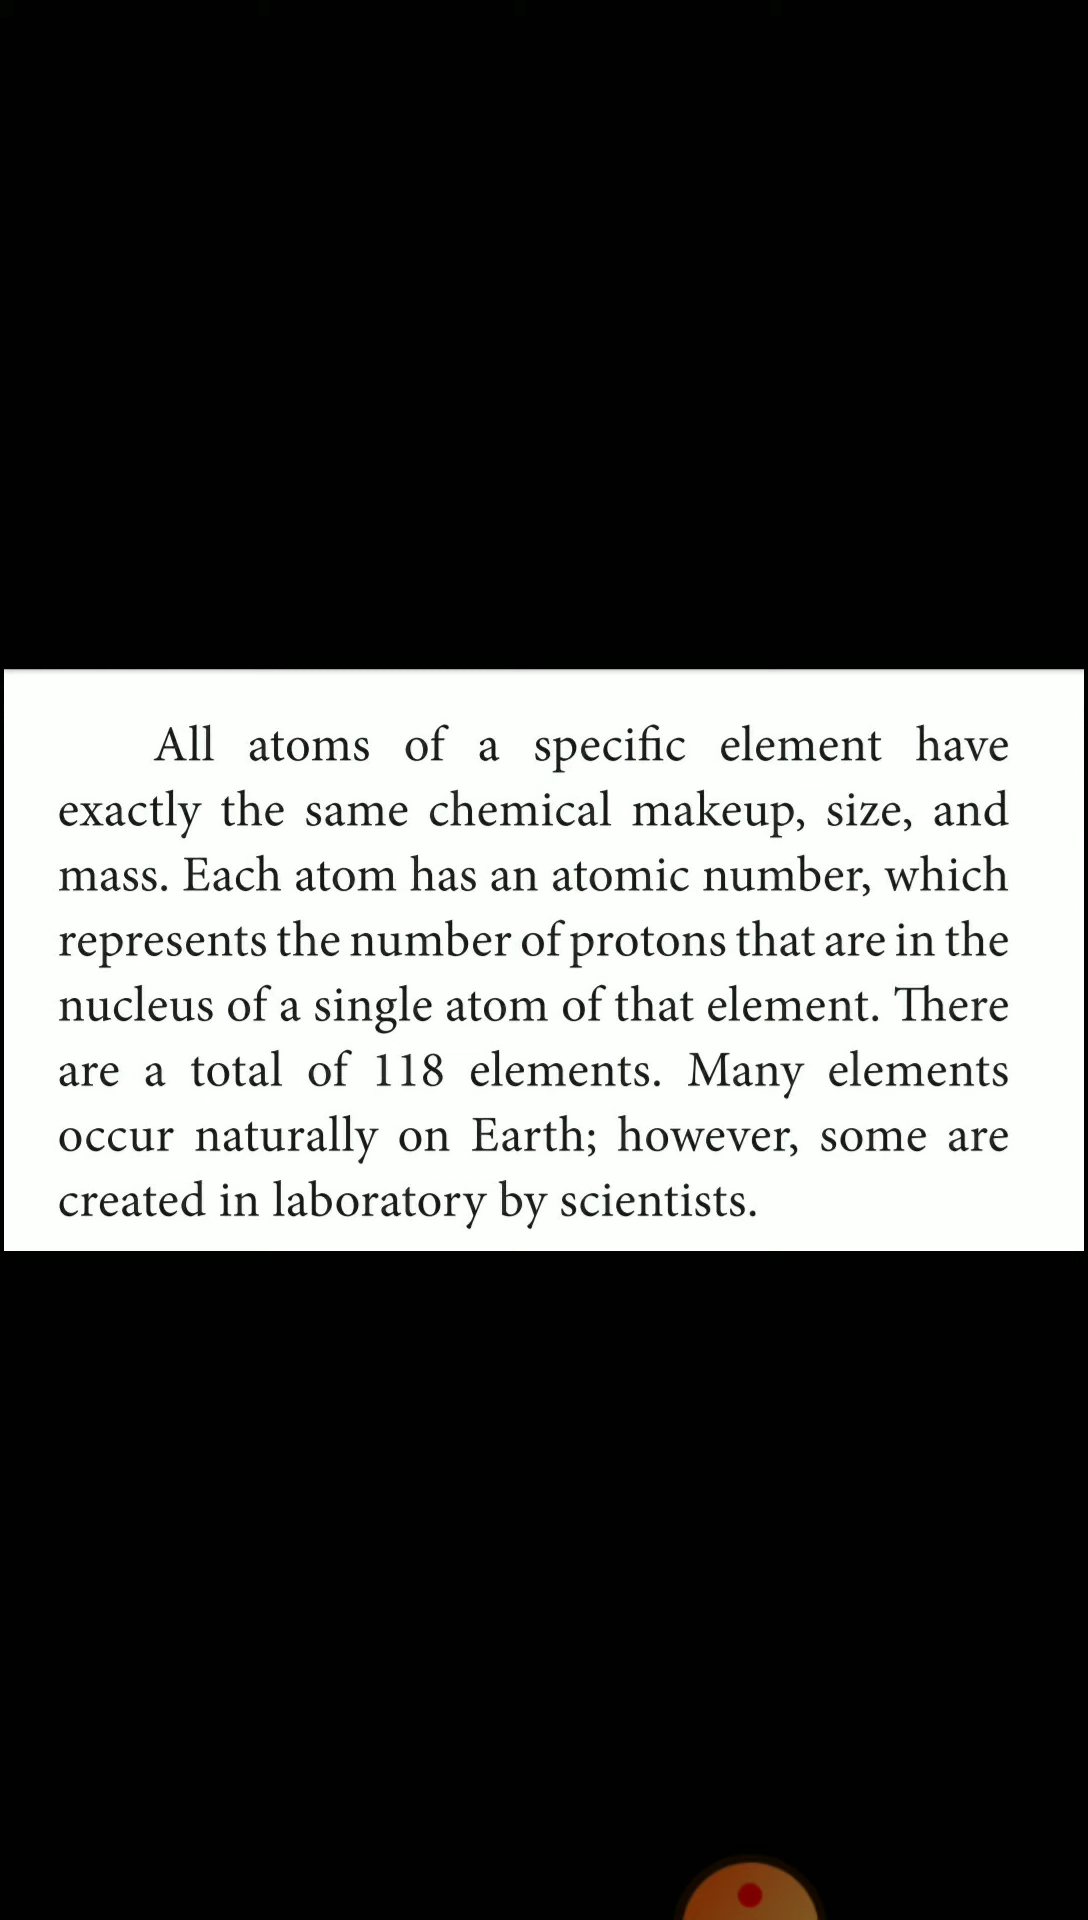 All atoms of a specific element have
exactly the same chemical makeup, size, and
mass. Each atom has an atomic number, which
represents the number of protons that are in the
nucleus of a single atom of that element. There
are a total of 118 elements. Many elements
occur naturally on Earth; however, some are
created in laboratory by scientists.